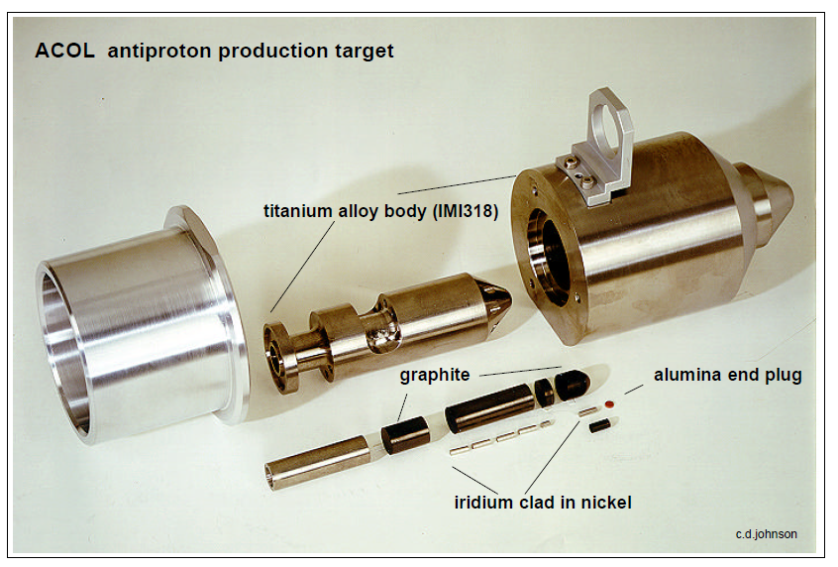 ACOL antiproton production target
titanium alloy body (IMI318)
graphite
alumina end plug
iridium clad in nickel
c.d.johnson